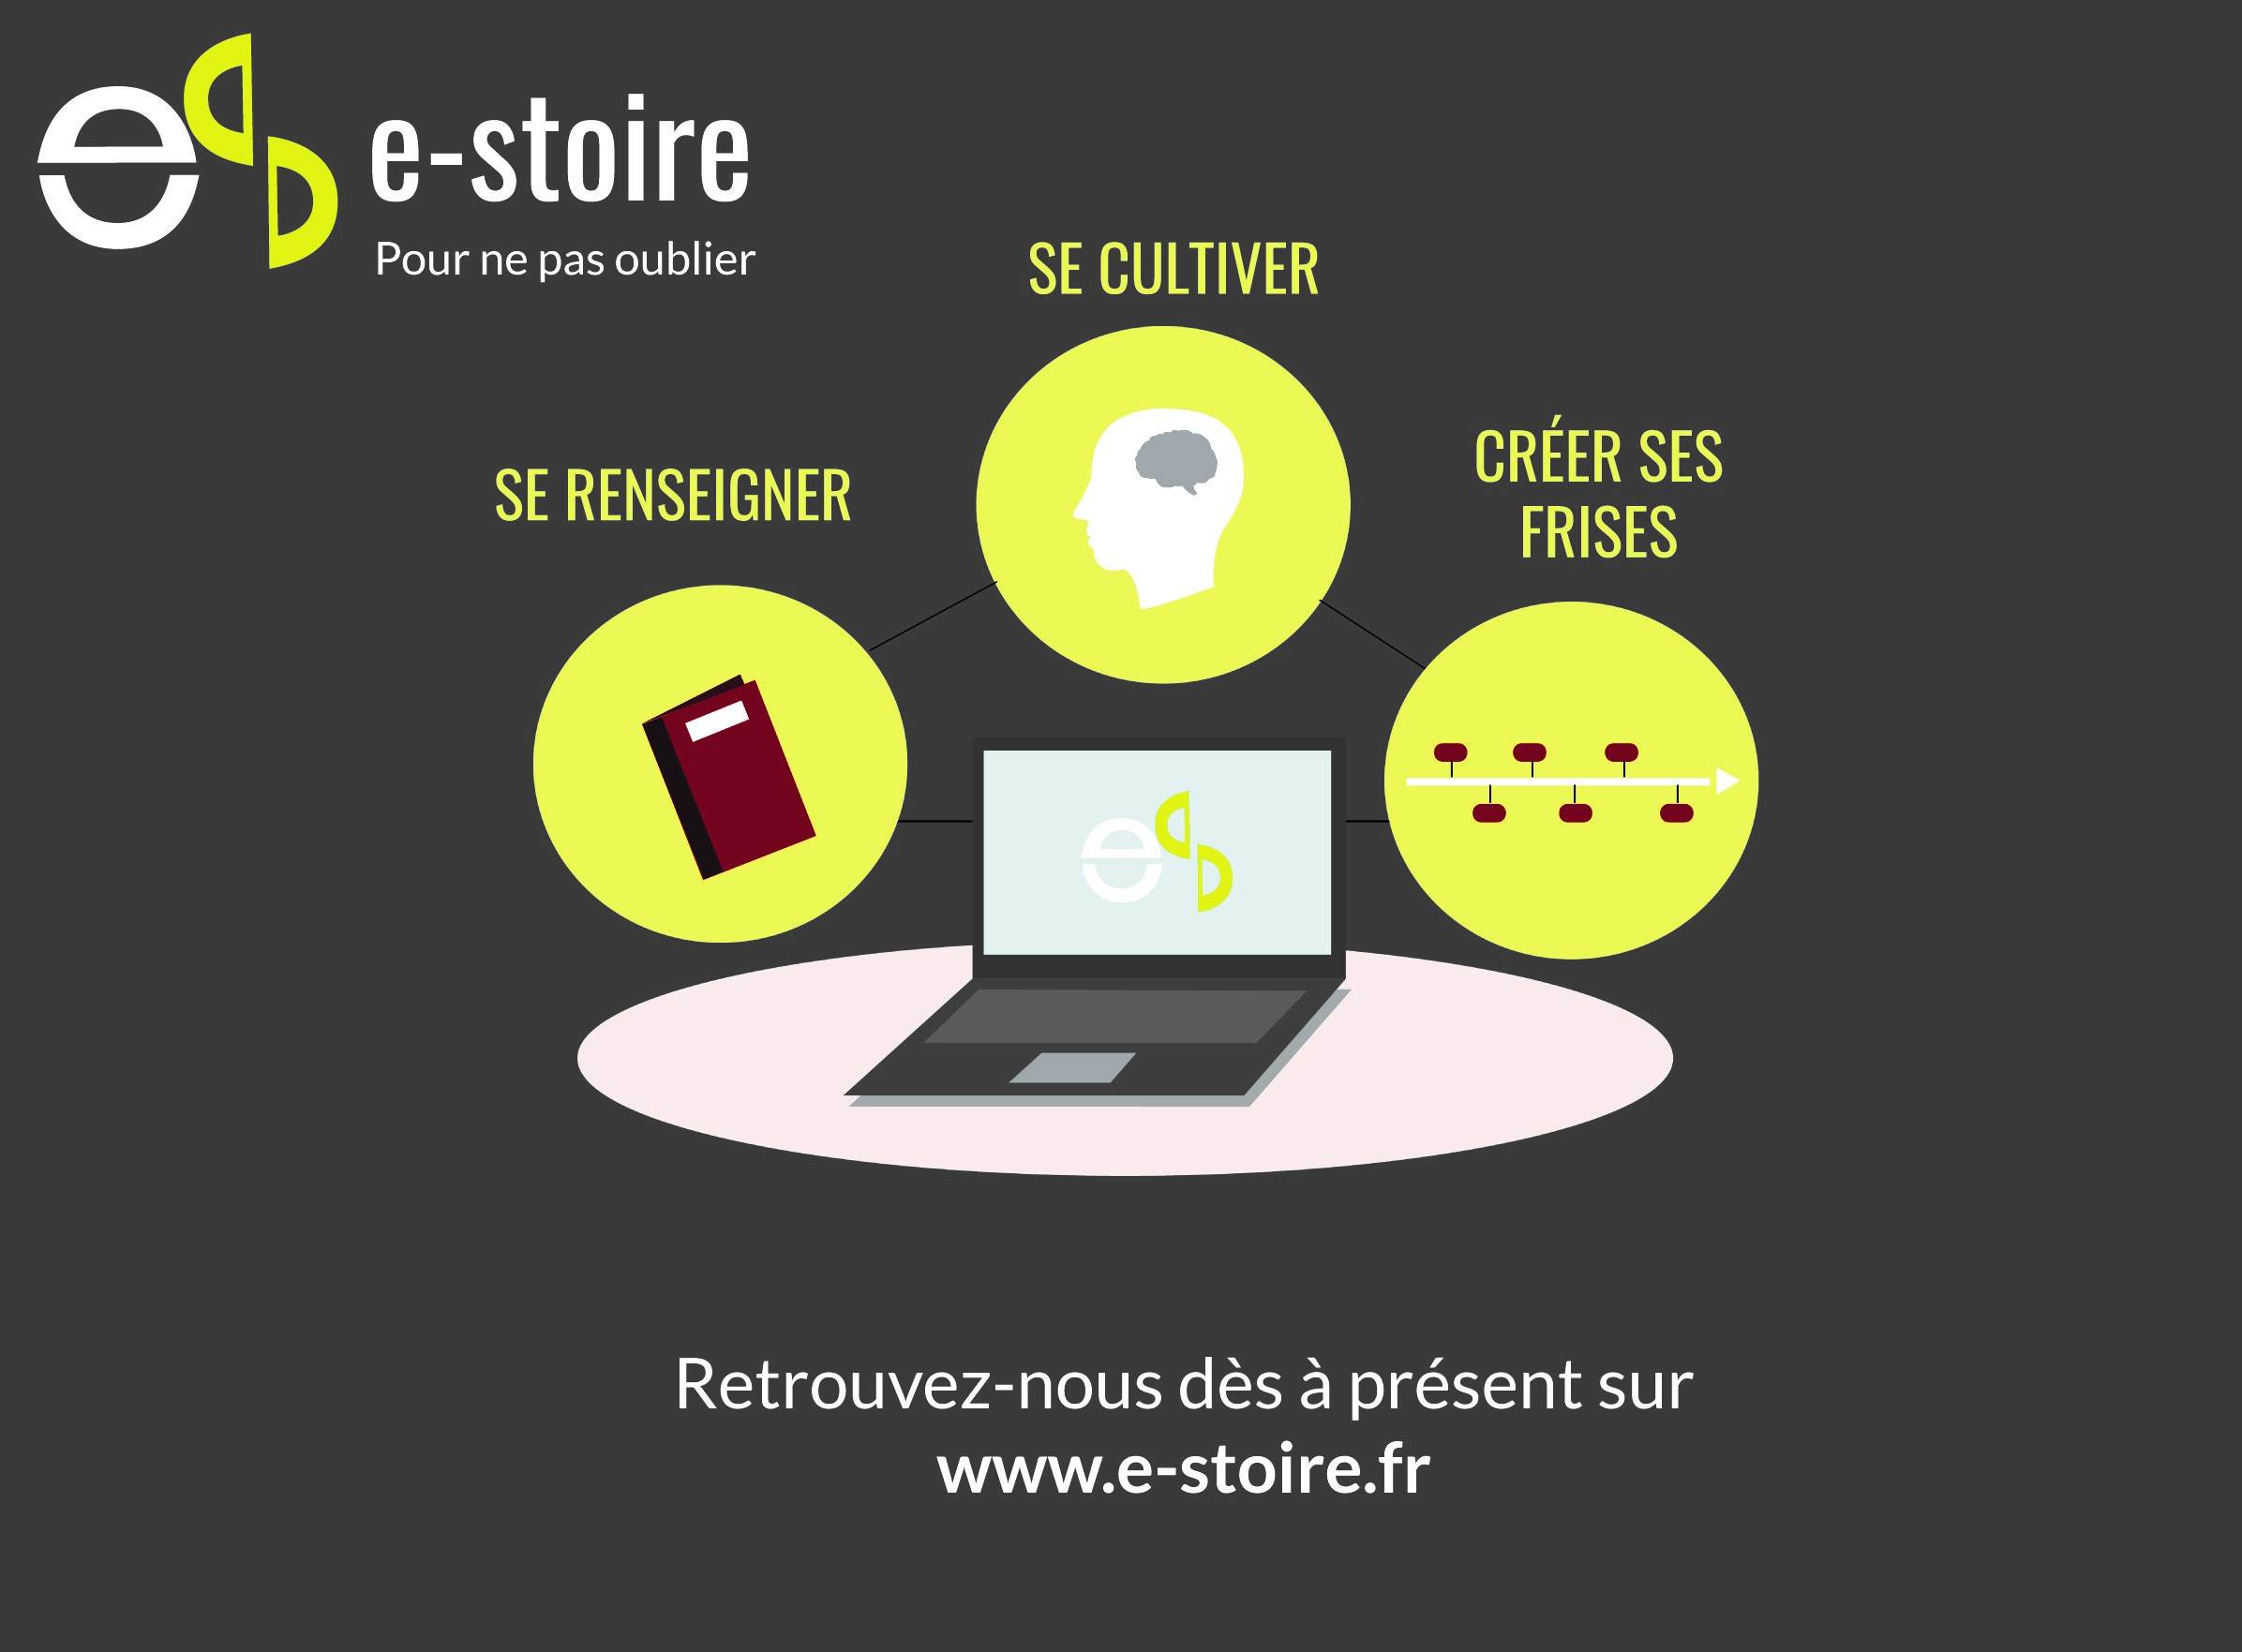 e-stoire
Pour ne pas oublier
SE CULTIVER
SE RENSEIGNER
CRÉER SES
FRISES
Retrouvez-nous dès à présent sur
www.e-stoire.fr